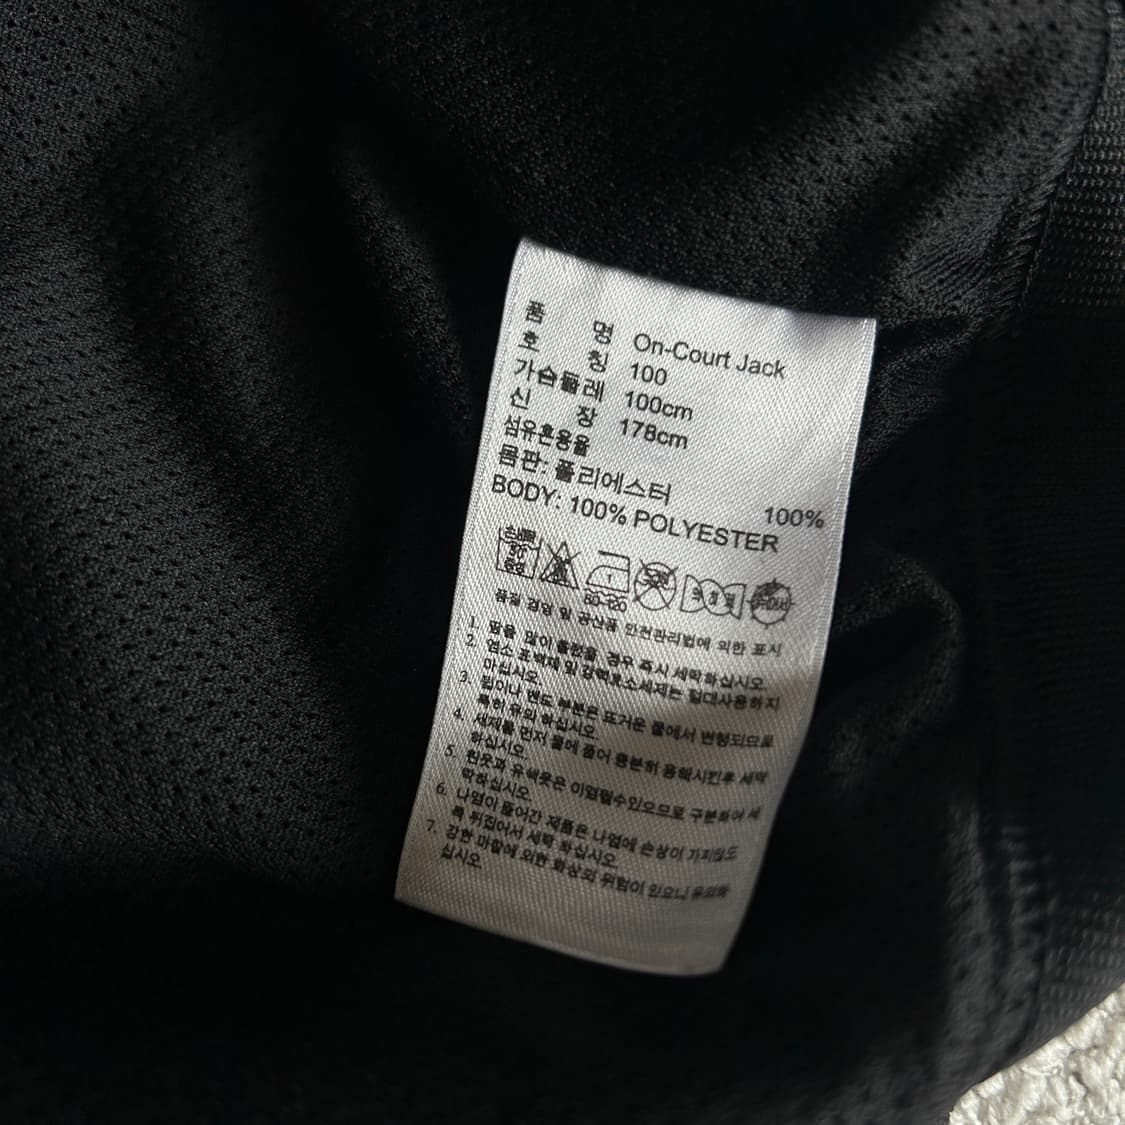 품 명 On-Court Jack
호 칭 100
가슴둘레 100cm
신 장 178cm
섬유혼용율
몸판: 폴리에스터 100%
BODY: 100% POLYESTER
손세탁
30
중성
80-120
품질 경영 및 공산품 안전관리법에 의한 표시
1. 땀을 많이 흘렸을 경우 즉시 세탁하십시오.
2. 염소 표백제 및 강력효소세제는 절대사용하지
마십시오.
3. 핍이나 밴드 부분은 뜨거운 물에서 변형되므로
특히 유의 하십시오.
4. 세제를 먼저 물에 풀어 충분히 용해시킨후 세탁
하십시오.
5. 흰옷과 유색옷은 이염될수있으므로 구분하여 세
탁하십시오.
6. 나염이 들어간 제품은 나염에 손상이 가지않도
록 뒤집어서 세탁 하십시오.
7. 강한 마찰에 의한 화상의 위험이 있으니 유의하
십시오.